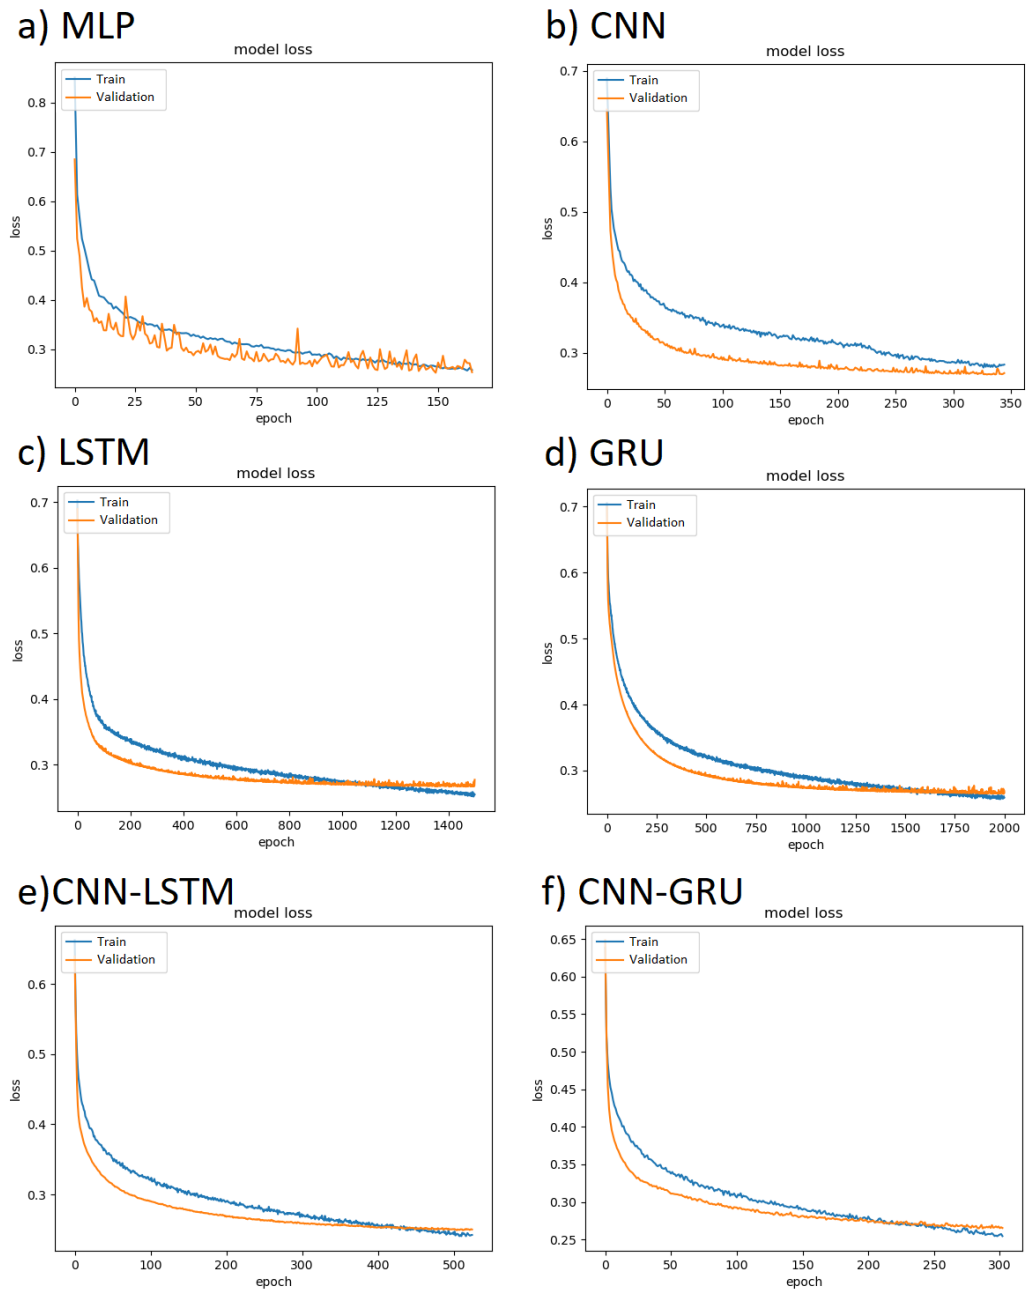 a) MLP
model loss
Train
Validation
0.8
0.7
0.6
0.5
0.4
0.3
loss
0 25 50 75 100 125 150
epoch
b) CNN
model loss
Train
Validation
0.7
0.6
0.5
0.4
0.3
loss
0 50 100 150 200 250 300 350
epoch
c) LSTM
model loss
Train
Validation
0.7
0.6
0.5
0.4
0.3
loss
0 200 400 600 800 1000 1200 1400
epoch
d) GRU
model loss
Train
Validation
0.7
0.6
0.5
0.4
0.3
loss
0 250 500 750 1000 1250 1500 1750 2000
epoch
e)CNN-LSTM
model loss
Train
Validation
0.6
0.5
0.4
0.3
loss
0 100 200 300 400 500
epoch
f) CNN-GRU
model loss
Train
Validation
0.65
0.60
0.55
0.50
0.45
0.40
0.35
0.30
0.25
loss
0 50 100 150 200 250 300
epoch